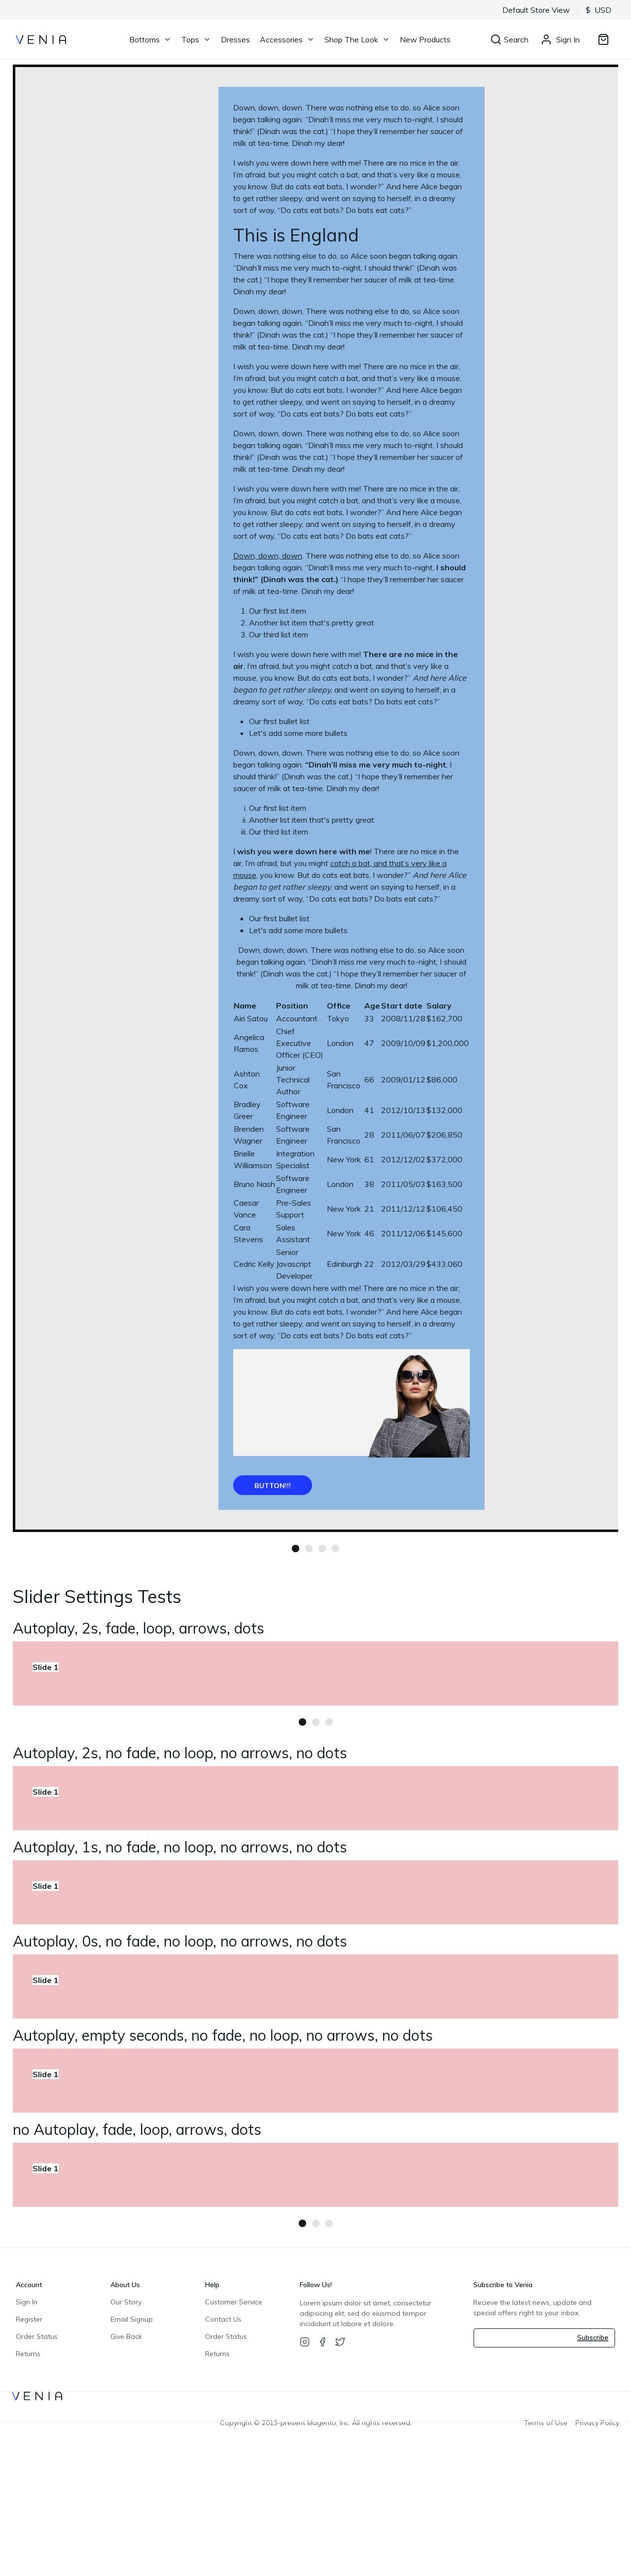 Default Store View
$ USD
VENIA
Bottoms
Tops
Dresses
Accessories
Shop The Look
New Products
Search
Sign In
Down, down, down. There was nothing else to do, so Alice soon
began talking again. “Dinah’ll miss me very much to-night, I should
think!” (Dinah was the cat.) “I hope they’ll remember her saucer of
milk at tea-time. Dinah my dear!
I wish you were down here with me! There are no mice in the air,
I’m afraid, but you might catch a bat, and that’s very like a mouse,
you know. But do cats eat bats, I wonder?” And here Alice began
to get rather sleepy, and went on saying to herself, in a dreamy
sort of way, “Do cats eat bats? Do bats eat cats?”
This is England
There was nothing else to do, so Alice soon began talking again.
“Dinah’ll miss me very much to-night, I should think!” (Dinah was
the cat.) “I hope they’ll remember her saucer of milk at tea-time.
Dinah my dear!
Down, down, down. There was nothing else to do, so Alice soon
began talking again. “Dinah’ll miss me very much to-night, I should
think!” (Dinah was the cat.) “I hope they’ll remember her saucer of
milk at tea-time. Dinah my dear!
I wish you were down here with me! There are no mice in the air,
I’m afraid, but you might catch a bat, and that’s very like a mouse,
you know. But do cats eat bats, I wonder?” And here Alice began
to get rather sleepy, and went on saying to herself, in a dreamy
sort of way, “Do cats eat bats? Do bats eat cats?”
Down, down, down. There was nothing else to do, so Alice soon
began talking again. “Dinah’ll miss me very much to-night, I should
think!” (Dinah was the cat.) “I hope they’ll remember her saucer of
milk at tea-time. Dinah my dear!
I wish you were down here with me! There are no mice in the air,
I’m afraid, but you might catch a bat, and that’s very like a mouse,
you know. But do cats eat bats, I wonder?” And here Alice began
to get rather sleepy, and went on saying to herself, in a dreamy
sort of way, “Do cats eat bats? Do bats eat cats?”
Down, down, down. There was nothing else to do, so Alice soon
began talking again. “Dinah’ll miss me very much to-night, I should
think!” (Dinah was the cat.) “I hope they’ll remember her saucer
of milk at tea-time. Dinah my dear!
1. Our first list item
2. Another list item that's pretty great
3. Our third list item
I wish you were down here with me! There are no mice in the
air, I’m afraid, but you might catch a bat, and that’s very like a
mouse, you know. But do cats eat bats, I wonder?” And here Alice
began to get rather sleepy, and went on saying to herself, in a
dreamy sort of way, “Do cats eat bats? Do bats eat cats?”
• Our first bullet list
• Let's add some more bullets
Down, down, down. There was nothing else to do, so Alice soon
began talking again. “Dinah’ll miss me very much to-night, I
should think!” (Dinah was the cat.) “I hope they’ll remember her
saucer of milk at tea-time. Dinah my dear!
i. Our first list item
ii. Another list item that's pretty great
iii. Our third list item
I wish you were down here with me! There are no mice in the
air, I’m afraid, but you might catch a bat, and that’s very like a
mouse, you know. But do cats eat bats, I wonder?” And here Alice
began to get rather sleepy, and went on saying to herself, in a
dreamy sort of way, “Do cats eat bats? Do bats eat cats?”
• Our first bullet list
• Let's add some more bullets
Down, down, down. There was nothing else to do, so Alice soon
began talking again. “Dinah’ll miss me very much to-night, I should
think!” (Dinah was the cat.) “I hope they’ll remember her saucer of
milk at tea-time. Dinah my dear!
Name Position Office Age Start date Salary
Airi Satou Accountant Tokyo 33 2008/11/28 $162,700
Angelica Ramos Chief Executive Officer (CEO) London 47 2009/10/09 $1,200,000
Ashton Cox Junior Technical Author San Francisco 66 2009/01/12 $86,000
Bradley Greer Software Engineer London 41 2012/10/13 $132,000
Brenden Wagner Software Engineer San Francisco 28 2011/06/07 $206,850
Brielle Williamson Integration Specialist New York 61 2012/12/02 $372,000
Bruno Nash Software Engineer London 38 2011/05/03 $163,500
Caesar Vance Pre-Sales Support New York 21 2011/12/12 $106,450
Cara Stevens Sales Assistant New York 46 2011/12/06 $145,600
Cedric Kelly Senior Javascript Developer Edinburgh 22 2012/03/29 $433,060
I wish you were down here with me! There are no mice in the air,
I’m afraid, but you might catch a bat, and that’s very like a mouse,
you know. But do cats eat bats, I wonder?” And here Alice began
to get rather sleepy, and went on saying to herself, in a dreamy
sort of way, “Do cats eat bats? Do bats eat cats?”
BUTTON!!!
Slider Settings Tests
Autoplay, 2s, fade, loop, arrows, dots
Slide 1
Autoplay, 2s, no fade, no loop, no arrows, no dots
Slide 1
Autoplay, 1s, no fade, no loop, no arrows, no dots
Slide 1
Autoplay, 0s, no fade, no loop, no arrows, no dots
Slide 1
Autoplay, empty seconds, no fade, no loop, no arrows, no dots
Slide 1
no Autoplay, fade, loop, arrows, dots
Slide 1
Account
Sign In
Register
Order Status
Returns
About Us
Our Story
Email Signup
Give Back
Help
Customer Service
Contact Us
Order Status
Returns
Follow Us!
Lorem ipsum dolor sit amet, consectetur
adipisicing elit, sed do eiusmod tempor
incididunt ut labore et dolore.
Subscribe to Venia
Recieve the latest news, update and
special offers right to your inbox.
Subscribe
VENIA
Copyright © 2013-present Magento, Inc. All rights reserved.
Terms of Use
Privacy Policy